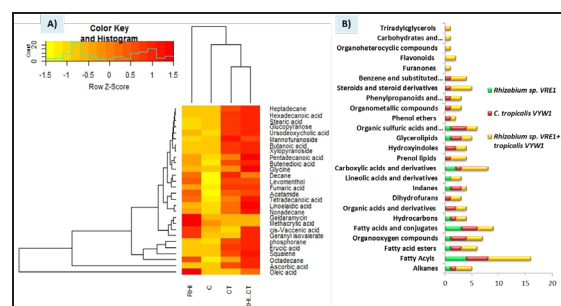 A)
Color Key
and Histogram
Count
0 10 20
-1.5 -1 -0.5 0 0.5 1 1.5
Row Z-Score
Heptadecane
Hexadecanoic acid
Stearic acid
Glucopyranose
Ursodeoxycholic acid
Mannofuranoside
Butanoic acid
Xylopyranoside
Pentadecanoic acid
Butenedioic acid
Glycine
Decane
Levomenthol
Fumaric acid
Acetamide
Tetradecanoic acid
Linoelaidic acid
Nonadecane
Geldanamycin
Methacrylic acid
cis-Vaccenic acid
Geranyl isovalerate
phosphorane
Erucic acid
Squalene
Octadecane
Ascorbic acid
Oleic acid
RHI
C
CT
RHI..CT
B)
Triradylglycerols
Carbohydrates and...
Organoheterocyclic compounds
Flavonoids
Furanones
Benzene and substituted...
Steroids and steroid derivatives
Phenylpropanoids and...
Organometallic compounds
Phenol ethers
Organic sulfuric acids and...
Glycerolipids
Hydroxyindoles
Prenol lipids
Carboxylic acids and derivatives
Lineolic acids and derivatives
Indanes
Dihydrofurans
Organic acids and derivatives
Hydrocarbons
Fatty acids and conjugates
Organooxygen compounds
Fatty acid esters
Fatty Acyls
Alkanes
0 5 10 15 20
Rhizobium sp. VRE1
C. tropicalis VYW1
Rhizobium sp. VRE1+
tropicalis VYW1